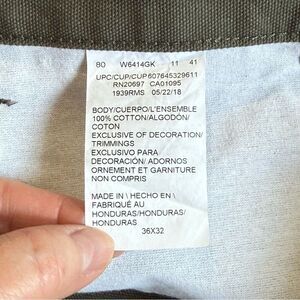 80 W6414GK 11 41
UPC/CUP/CUP 607645329611
RN20697 CA01095
1939RMS 05/22/18
BODY/CUERPO/L'ENSEMBLE
100% COTTON/ALGODÓN/
COTON
EXCLUSIVE OF DECORATION/
TRIMMINGS
EXCLUSIVO PARA
DECORACIÓN/ ADORNOS
ORNEMENT ET GARNITURE
NON COMPRIS
MADE IN \ HECHO EN \
FABRIQUÉ AU
HONDURAS/HONDURAS/
HONDURAS
36X32